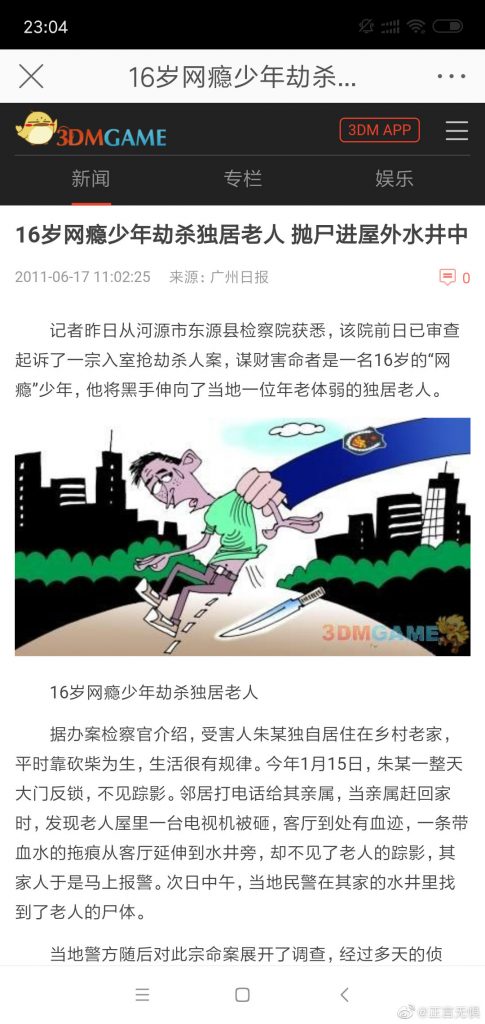 23:04
16岁网瘾少年劫杀...
3DMGAME
3DM APP
新闻
专栏
娱乐
16岁网瘾少年劫杀独居老人 抛尸进屋外水井中
2011-06-17 11:02:25 来源:广州日报
0
记者昨日从河源市东源县检察院获悉，该院前日已审查
起诉了一宗入室抢劫杀人案，谋财害命者是一名16岁的“网
瘾”少年，他将黑手伸向了当地一位年老体弱的独居老人。
3DMGAME
16岁网瘾少年劫杀独居老人
据办案检察官介绍，受害人朱某独自居住在乡村老家，
平时靠砍柴为生，生活很有规律。今年1月15日，朱某一整天
大门反锁，不见踪影。邻居打电话给其亲属，当亲属赶回家
时，发现老人屋里一台电视机被砸，客厅到处有血迹，一条带
血水的拖痕从客厅延伸到水井旁，却不见了老人的踪影，其
家人于是马上报警。次日中午，当地民警在其家的水井里找
到了老人的尸体。
当地警方随后对此宗命案展开了调查，经过多天的侦
@正言无惧